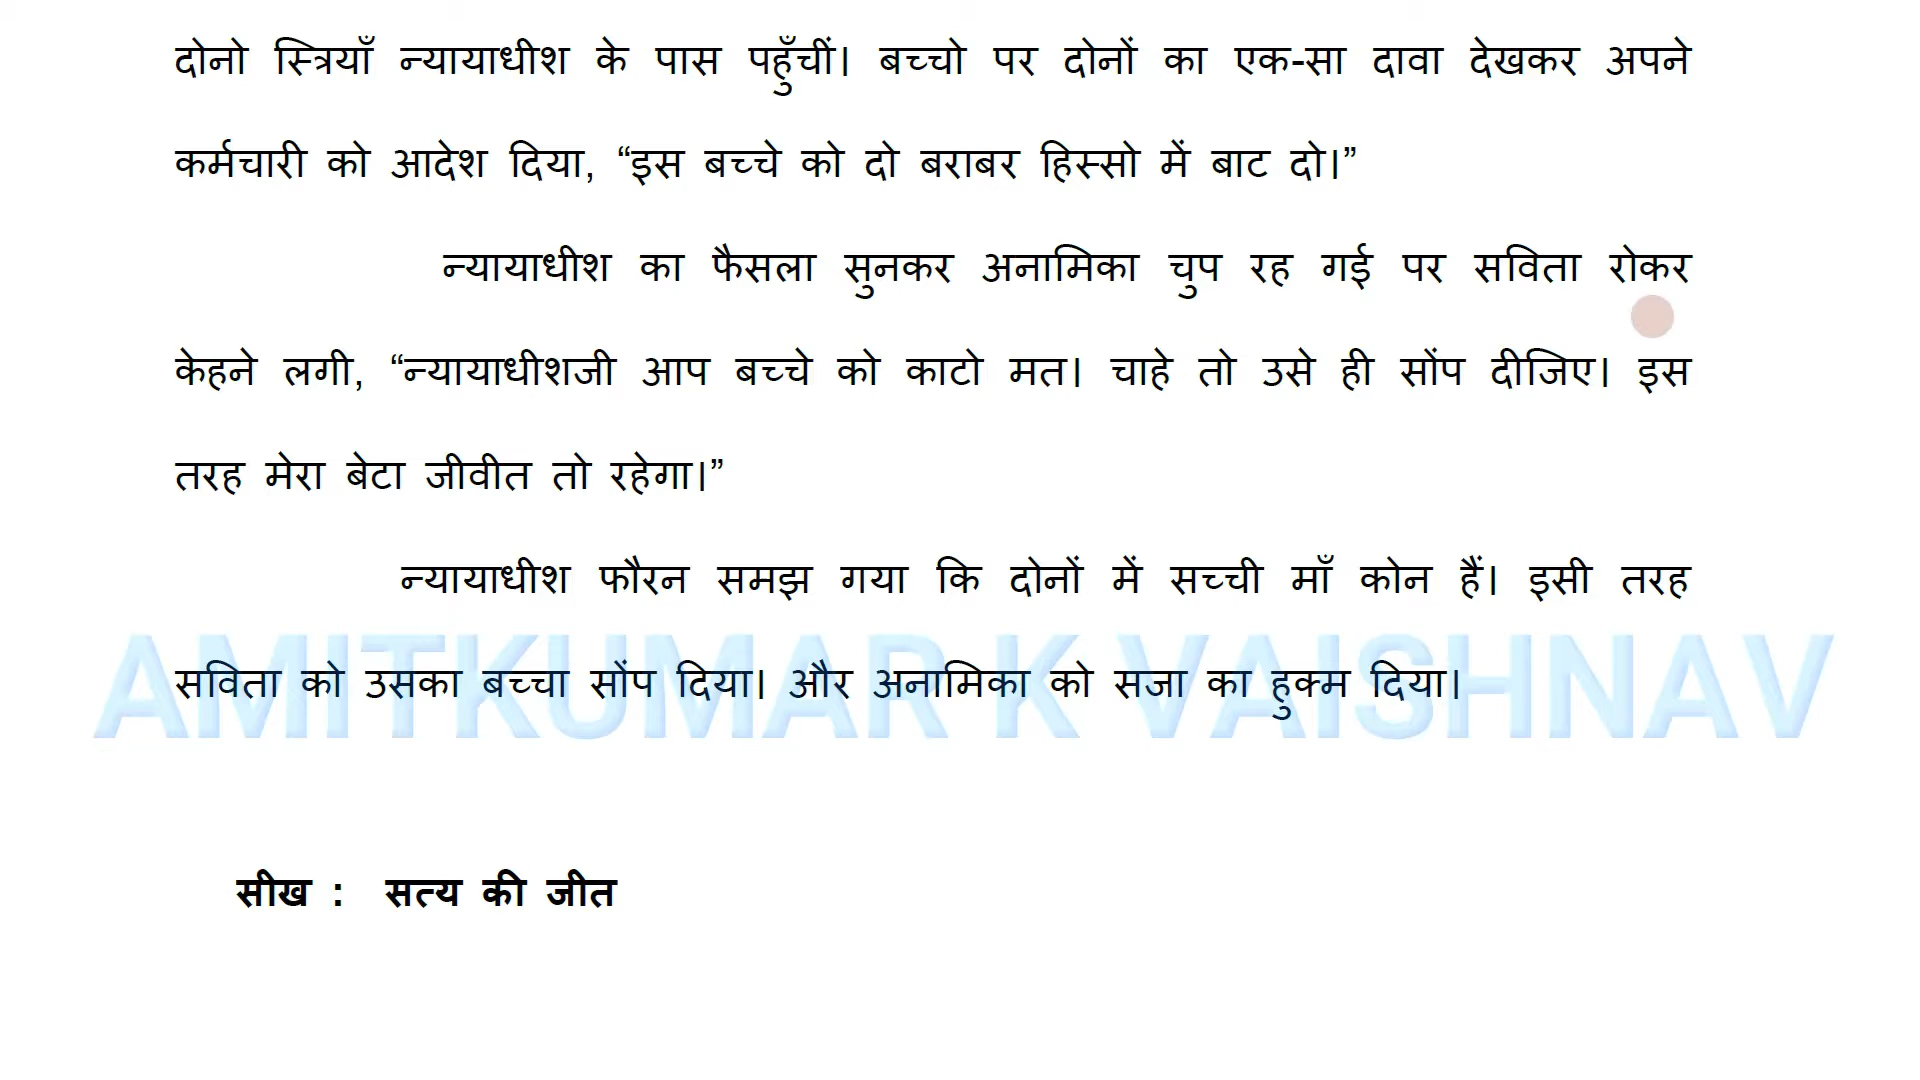 दोनो स्त्रियाँ न्यायाधीश के पास पहुँचीं। बच्चो पर दोनों का एक-सा दावा देखकर अपने
कर्मचारी को आदेश दिया, “इस बच्चे को दो बराबर हिस्सो में बाट दो।”
न्यायाधीश का फैसला सुनकर अनामिका चुप रह गई पर सविता रोकर
केहने लगी, “न्यायाधीशजी आप बच्चे को काटो मत। चाहे तो उसे ही सोंप दीजिए। इस
तरह मेरा बेटा जीवीत तो रहेगा।”
न्यायाधीश फौरन समझ गया कि दोनों में सच्ची माँ कोन हैं। इसी तरह
सविता को उसका बच्चा सोंप दिया। और अनामिका को सजा का हुक्म दिया।
AMITKUMAR K VAISHNAV
सीख : सत्य की जीत